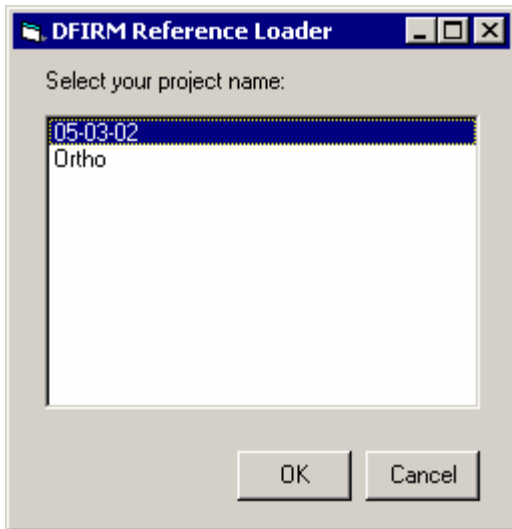 DFIRM Reference Loader
Select your project name:
05-03-02
Ortho
OK Cancel